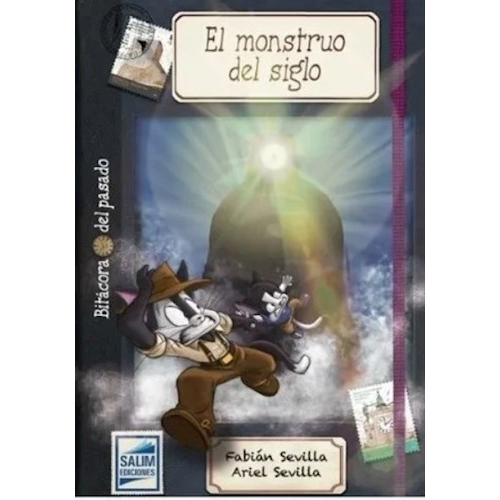 El monstruo
del siglo
Bitácora del pasado
SALIM
EDICIONES
Fabián Sevilla
Ariel Sevilla